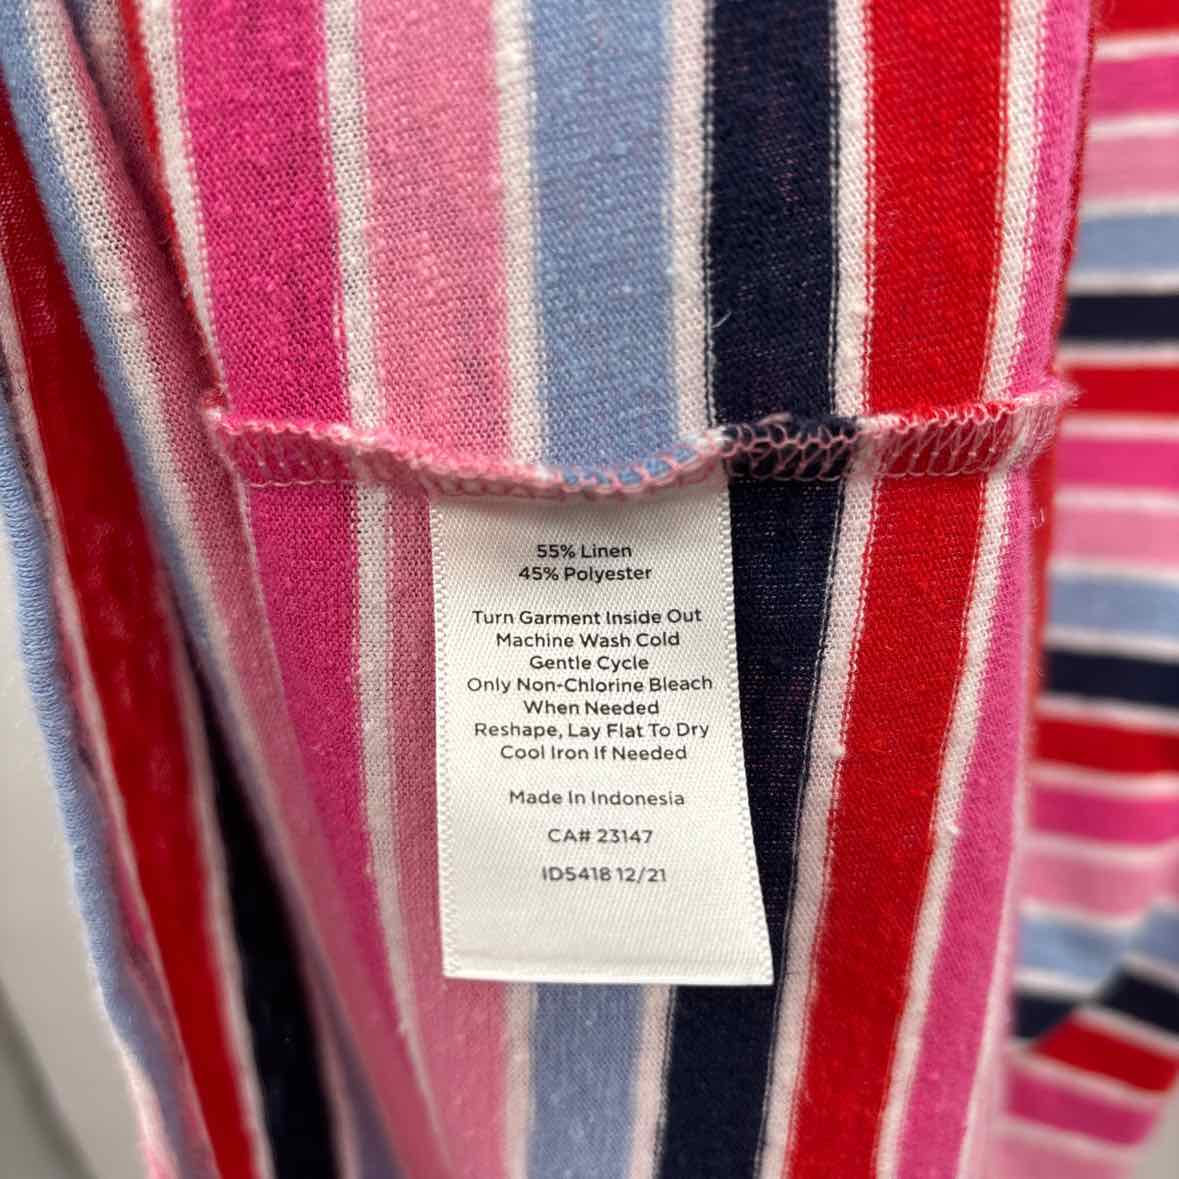 55% Linen
45% Polyester
Turn Garment Inside Out
Machine Wash Cold
Gentle Cycle
Only Non-Chlorine Bleach
When Needed
Reshape, Lay Flat To Dry
Cool Iron If Needed
Made In Indonesia
CA# 23147
ID5418 12/21